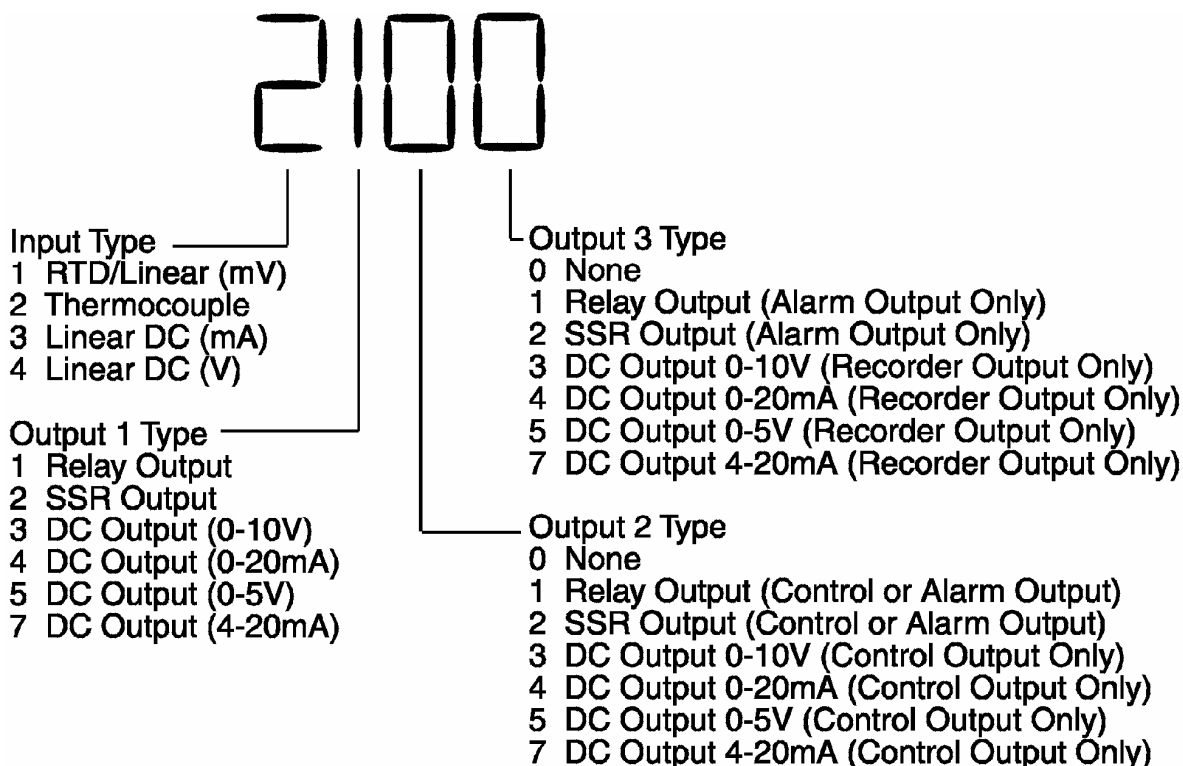 2100
Input Type
1 RTD/Linear (mV)
2 Thermocouple
3 Linear DC (mA)
4 Linear DC (V)
Output 1 Type
1 Relay Output
2 SSR Output
3 DC Output (0-10V)
4 DC Output (0-20mA)
5 DC Output (0-5V)
7 DC Output (4-20mA)
Output 3 Type
0 None
1 Relay Output (Alarm Output Only)
2 SSR Output (Alarm Output Only)
3 DC Output 0-10V (Recorder Output Only)
4 DC Output 0-20mA (Recorder Output Only)
5 DC Output 0-5V (Recorder Output Only)
7 DC Output 4-20mA (Recorder Output Only)
Output 2 Type
0 None
1 Relay Output (Control or Alarm Output)
2 SSR Output (Control or Alarm Output)
3 DC Output 0-10V (Control Output Only)
4 DC Output 0-20mA (Control Output Only)
5 DC Output 0-5V (Control Output Only)
7 DC Output 4-20mA (Control Output Only)